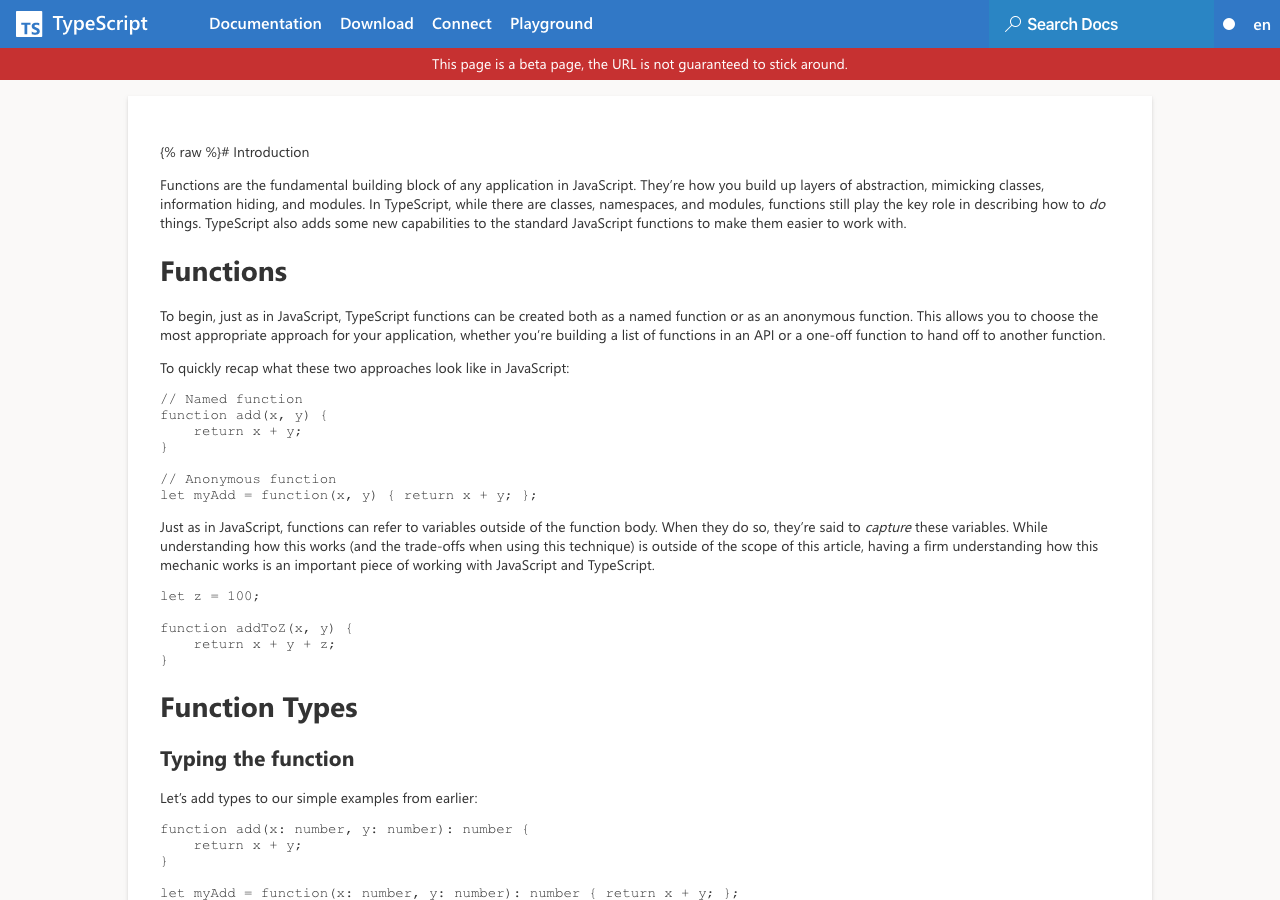 TS TypeScript Documentation Download Connect Playground Search Docs en
This page is a beta page, the URL is not guaranteed to stick around.
{% raw %}# Introduction
Functions are the fundamental building block of any application in JavaScript. They’re how you build up layers of abstraction, mimicking classes,
information hiding, and modules. In TypeScript, while there are classes, namespaces, and modules, functions still play the key role in describing how to do
things. TypeScript also adds some new capabilities to the standard JavaScript functions to make them easier to work with.
Functions
To begin, just as in JavaScript, TypeScript functions can be created both as a named function or as an anonymous function. This allows you to choose the
most appropriate approach for your application, whether you’re building a list of functions in an API or a one-off function to hand off to another function.
To quickly recap what these two approaches look like in JavaScript:
// Named function
function add(x, y) {
    return x + y;
}
// Anonymous function
let myAdd = function(x, y) { return x + y; };
Just as in JavaScript, functions can refer to variables outside of the function body. When they do so, they’re said to capture these variables. While
understanding how this works (and the trade-offs when using this technique) is outside of the scope of this article, having a firm understanding how this
mechanic works is an important piece of working with JavaScript and TypeScript.
let z = 100;
function addToZ(x, y) {
    return x + y + z;
}
Function Types
Typing the function
Let’s add types to our simple examples from earlier:
function add(x: number, y: number): number {
    return x + y;
}
let myAdd = function(x: number, y: number): number { return x + y; };